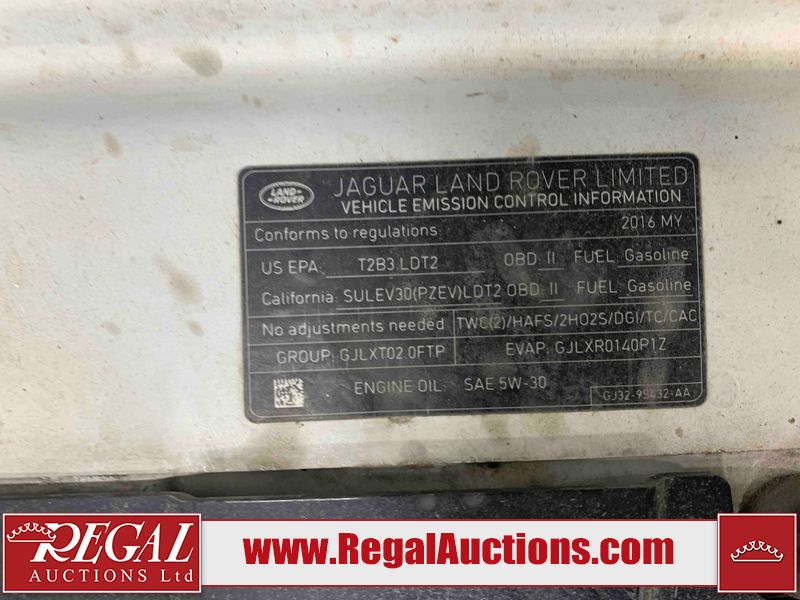 LAND-
ROVER
JAGUAR LAND ROVER LIMITED
VEHICLE EMISSION CONTROL INFORMATION
Conforms to regulations: 2016 MY
US EPA: T2B3 LDT2 OBD II FUEL: Gasoline
California: SULEV30(PZEV)LDT2 OBD II FUEL: Gasoline
No adjustments needed TWC(2)/HAFS/2HO2S/DGI/TC/CAC
GROUP: GJLXT02.0FTP EVAP: GJLXR0140P1Z
ENGINE OIL: SAE 5W-30
GJ32-9S432-AA
REGAL
AUCTIONS Ltd
www.RegalAuctions.com